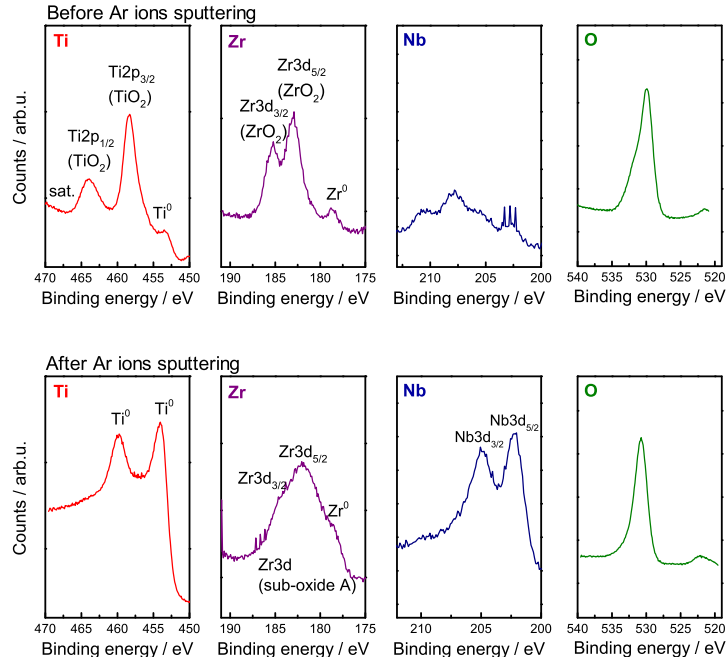 Before Ar ions sputtering
Ti
Zr
Nb
O
Ti2p3/2
(TiO2)
Ti2p1/2
(TiO2)
sat.
Ti0
Zr3d5/2
(ZrO2)
Zr3d3/2
(ZrO2)
Zr0
Counts / arb.u.
470 465 460 455 450
190 185 180 175
210 205 200
540 535 530 525 520
Binding energy / eV
Binding energy / eV
Binding energy / eV
Binding energy / eV
After Ar ions sputtering
Ti
Zr
Nb
O
Ti0
Ti0
Zr3d5/2
Zr3d3/2
Zr0
Zr3d
(sub-oxide A)
Nb3d5/2
Nb3d3/2
Counts / arb.u.
470 465 460 455 450
190 185 180 175
210 205 200
540 535 530 525 520
Binding energy / eV
Binding energy / eV
Binding energy / eV
Binding energy / eV